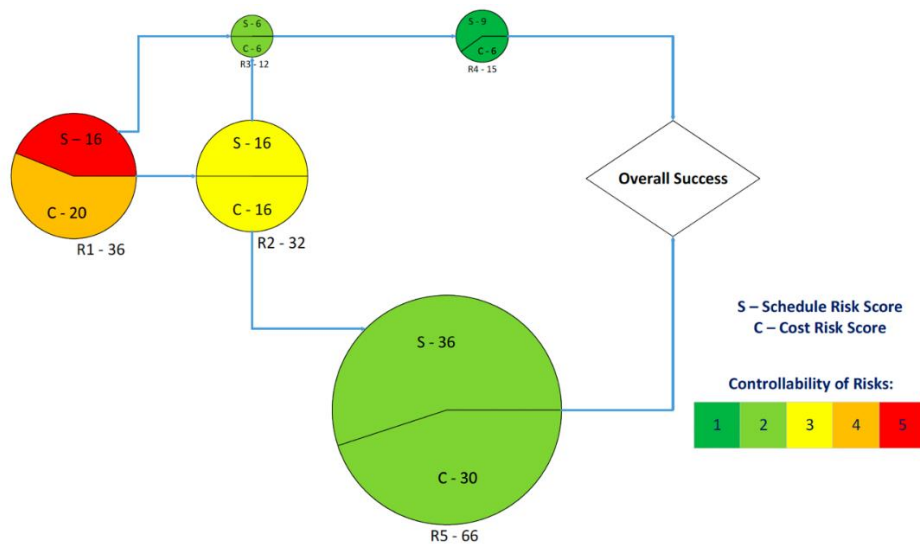 S - 6
C - 6
R3 - 12
S - 9
C - 6
R4 - 15
S – 16
C - 20
R1 - 36
S - 16
C - 16
R2 - 32
Overall Success
S - 36
C - 30
R5 - 66
S – Schedule Risk Score
C – Cost Risk Score
Controllability of Risks:
1 2 3 4 5